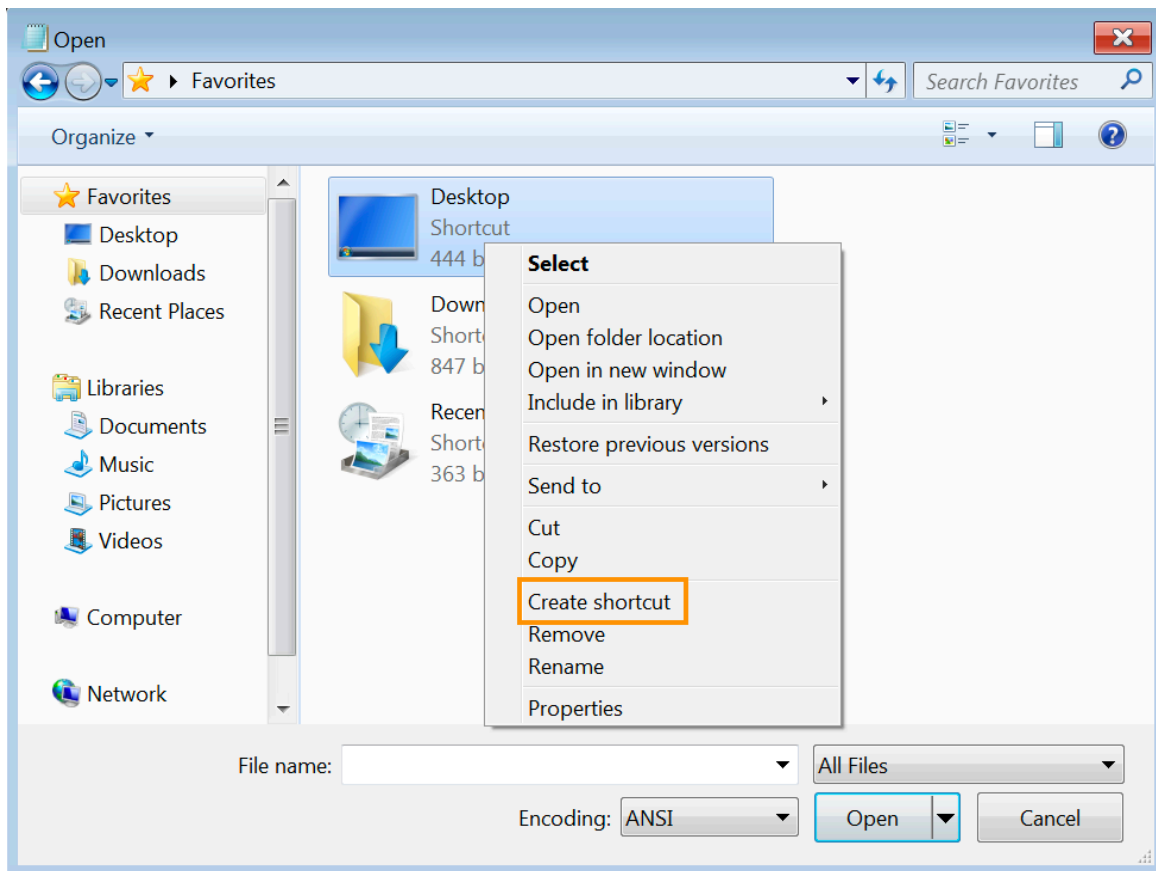 Open
Favorites
Search Favorites
Organize
Favorites
Desktop
Downloads
Recent Places
Libraries
Documents
Music
Pictures
Videos
Computer
Network
Desktop
Shortcut
444 b
Down
Short
847 b
Recen
Short
363 b
Select
Open
Open folder location
Open in new window
Include in library
Restore previous versions
Send to
Cut
Copy
Create shortcut
Remove
Rename
Properties
File name:
All Files
Encoding: ANSI
Open
Cancel